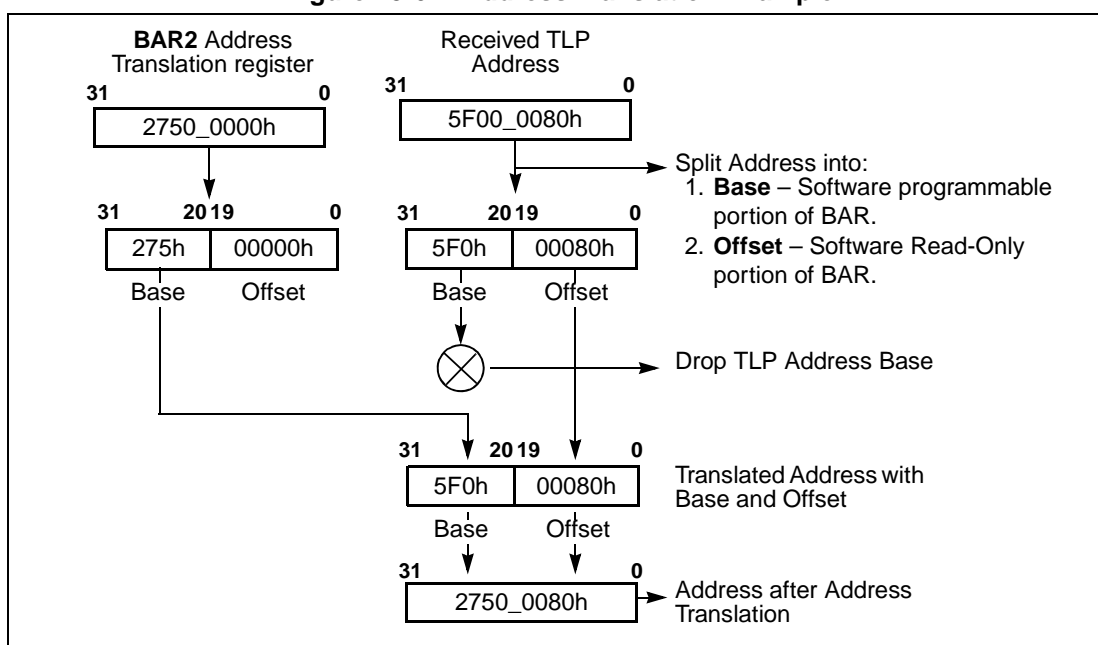 BAR2 Address
Translation register
31 0
2750_0000h
Received TLP
Address
31 0
5F00_0080h
Split Address into:
1. Base – Software programmable
portion of BAR.
2. Offset – Software Read-Only
portion of BAR.
31 20 19 0
275h 00000h
Base Offset
31 20 19 0
5F0h 00080h
Base Offset
Drop TLP Address Base
31 20 19 0
5F0h 00080h
Base Offset
Translated Address with
Base and Offset
31 0
2750_0080h
Address after Address
Translation